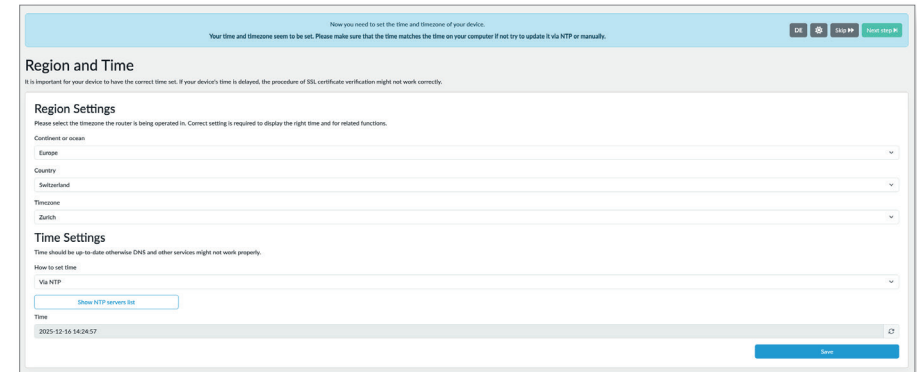 Now you need to set the time and timezone of your device.
Your time and timezone seem to be set. Please make sure that the time matches the time on your computer if not try to update it via NTP or manually.
DE Skip Next step
Region and Time
It is important for your device to have the correct time set. If your device's time is delayed, the procedure of SSL certificate verification might not work correctly.
Region Settings
Please select the timezone the router is being operated in. Correct setting is required to display the right time and for related functions.
Continent or ocean
Europe
Country
Switzerland
Timezone
Zurich
Time Settings
Time should be up-to-date otherwise DNS and other services might not work properly.
How to set time
Via NTP
Show NTP servers list
Time
2025-12-16 14:24:57
Save